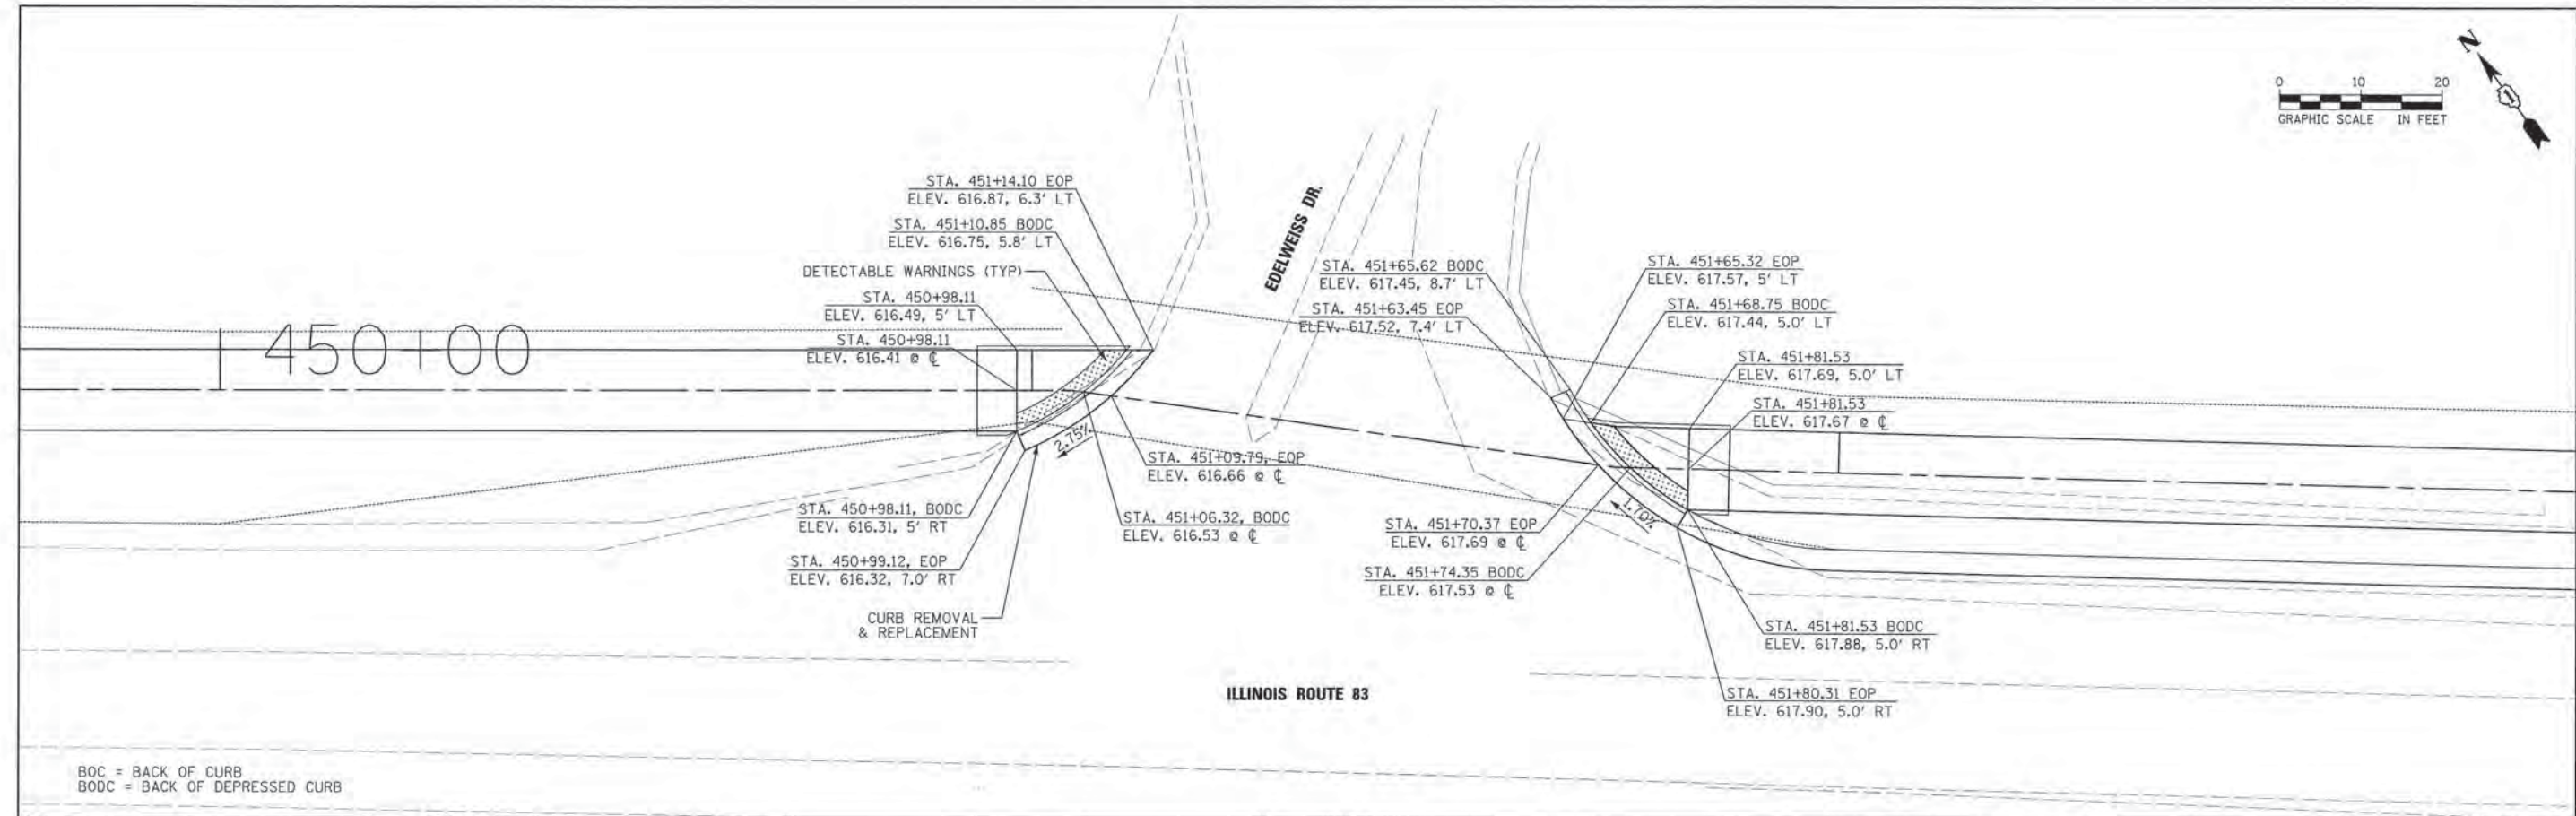 N
1
0 10 20
GRAPHIC SCALE IN FEET
STA. 451+14.10 EOP
ELEV. 616.87, 6.3' LT
STA. 451+10.85 BODC
ELEV. 616.75, 5.8' LT
DETECTABLE WARNINGS (TYP)
STA. 450+98.11
ELEV. 616.49, 5' LT
STA. 450+98.11
ELEV. 616.41 @ ℄
450+00
EDELWEISS DR.
STA. 451+65.62 BODC
ELEV. 617.45, 8.7' LT
STA. 451+63.45 EOP
ELEV. 617.52, 7.4' LT
STA. 451+65.32 EOP
ELEV. 617.57, 5' LT
STA. 451+68.75 BODC
ELEV. 617.44, 5.0' LT
STA. 451+81.53
ELEV. 617.69, 5.0' LT
STA. 451+81.53
ELEV. 617.67 @ ℄
2.75%
STA. 451+09.79, EOP
ELEV. 616.66 @ ℄
STA. 450+98.11, BODC
ELEV. 616.31, 5' RT
STA. 451+06.32, BODC
ELEV. 616.53 @ ℄
STA. 450+99.12, EOP
ELEV. 616.32, 7.0' RT
CURB REMOVAL
& REPLACEMENT
1.70%
STA. 451+70.37 EOP
ELEV. 617.69 @ ℄
STA. 451+74.35 BODC
ELEV. 617.53 @ ℄
STA. 451+81.53 BODC
ELEV. 617.88, 5.0' RT
STA. 451+80.31 EOP
ELEV. 617.90, 5.0' RT
ILLINOIS ROUTE 83
BOC = BACK OF CURB
BODC = BACK OF DEPRESSED CURB